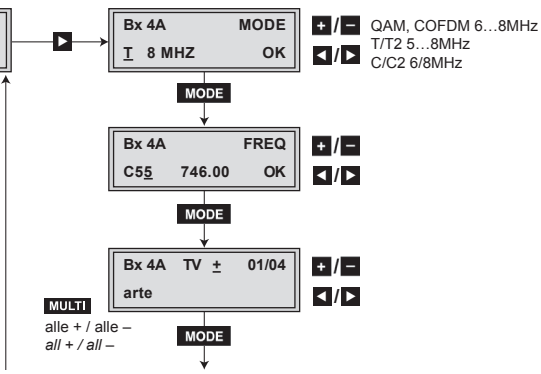 Bx 4A MODE
T 8 MHZ OK
+ / − QAM, COFDM 6…8MHz
T/T2 5…8MHz
◄ / ► C/C2 6/8MHz
MODE
Bx 4A FREQ
C55 746.00 OK
+ / −
◄ / ►
MODE
Bx 4A TV + 01/04
arte
+ / −
◄ / ►
MULTI
alle + / alle –
all + / all –
MODE